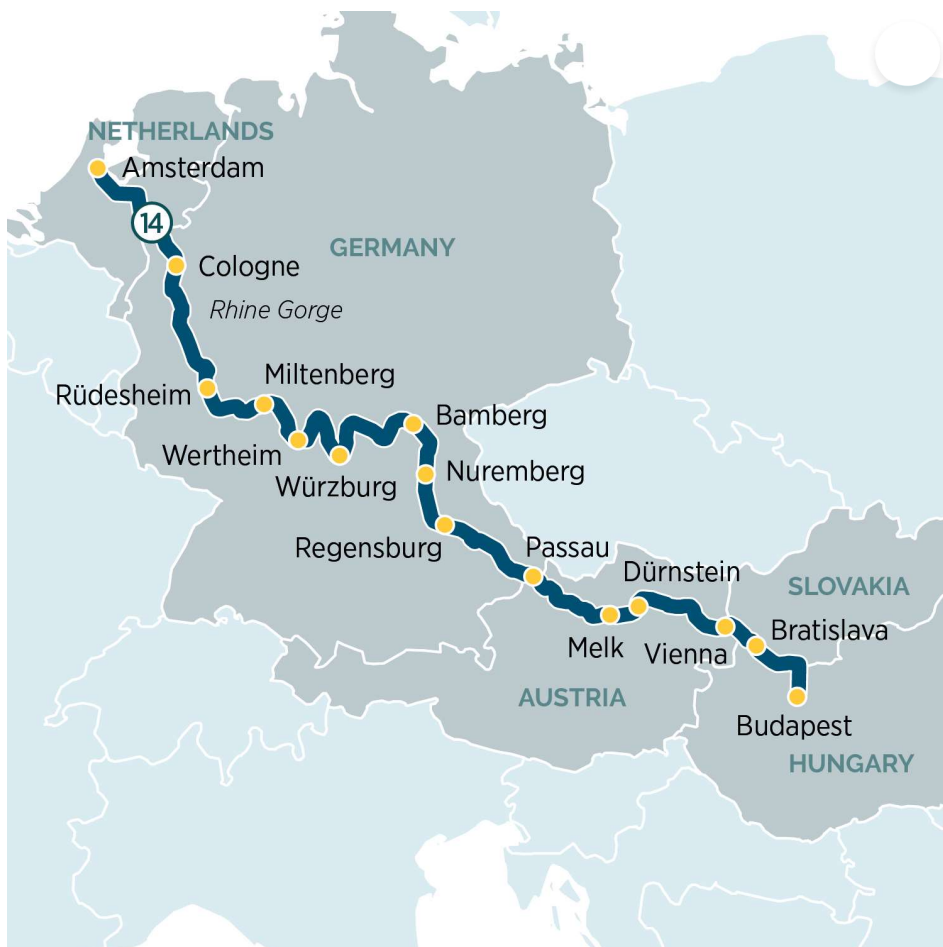 NETHERLANDS
Amsterdam
14
GERMANY
Cologne
Rhine Gorge
Miltenberg
Rüdesheim
Bamberg
Wertheim
Nuremberg
Würzburg
Regensburg
Passau
Dürnstein
SLOVAKIA
Bratislava
Melk
Vienna
AUSTRIA
Budapest
HUNGARY